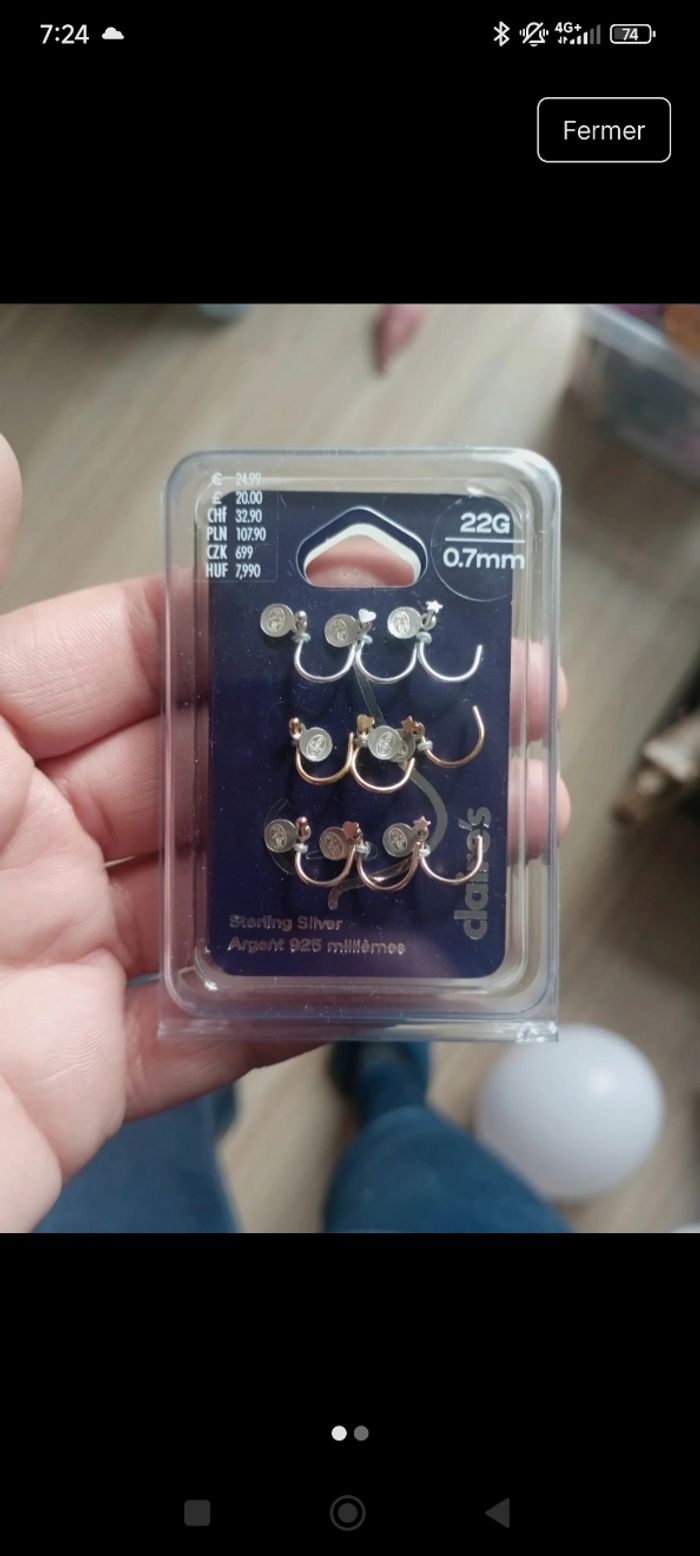 7:24
4G+
74
Fermer
€ 24.99
£ 20.00
CHf 32.90
PLN 107.90
CZK 699
HUF 7,990
22G
0.7mm
claire's
Sterling Silver
Argent 925 millièmes